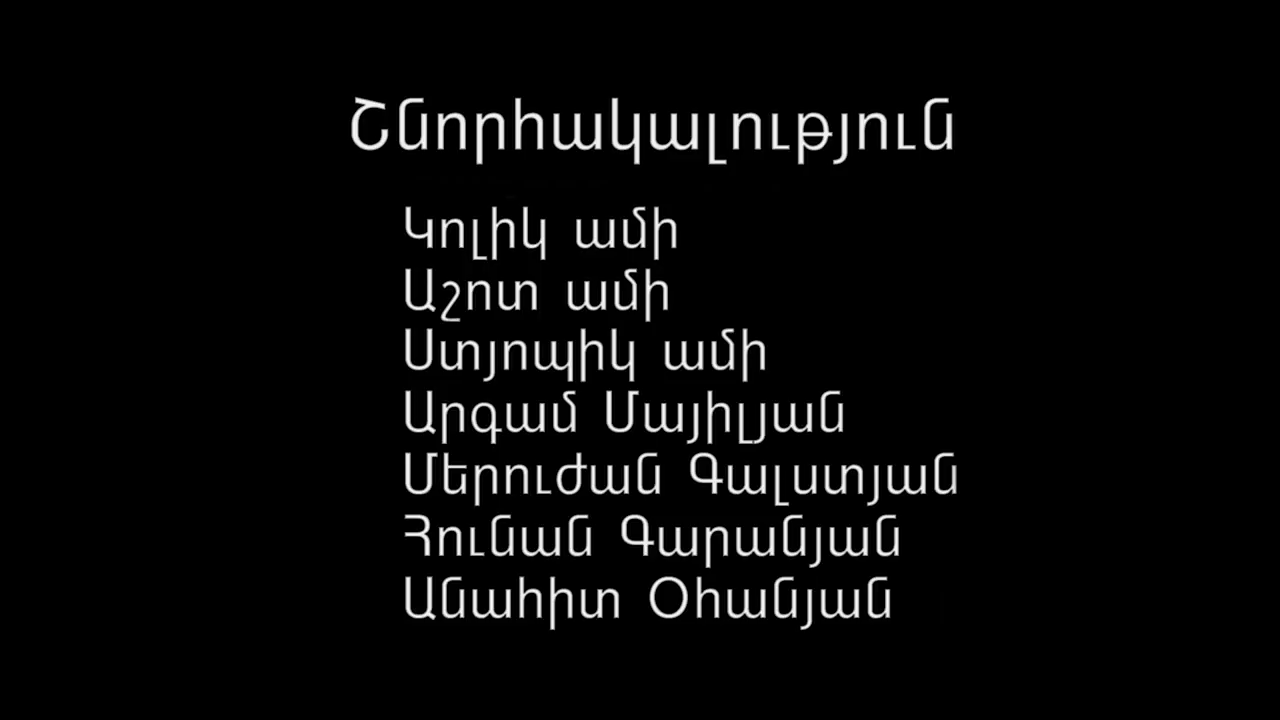 Շնորհակալություն
Կոլիկ ամի
Աշոտ ամի
Ստյոպիկ ամի
Արգամ Մայիլյան
Մերուժան Գալստյան
Հունան Գարանյան
Անահիտ Օհանյան